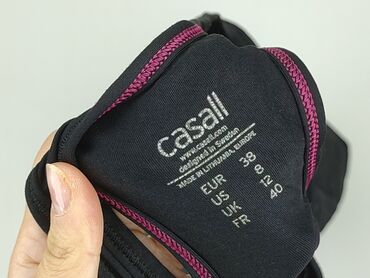 casall
www.casall.com
designed in Sweden
MADE IN LITHUANIA, EUROPE
EUR 38
US 8
UK 12
FR 40